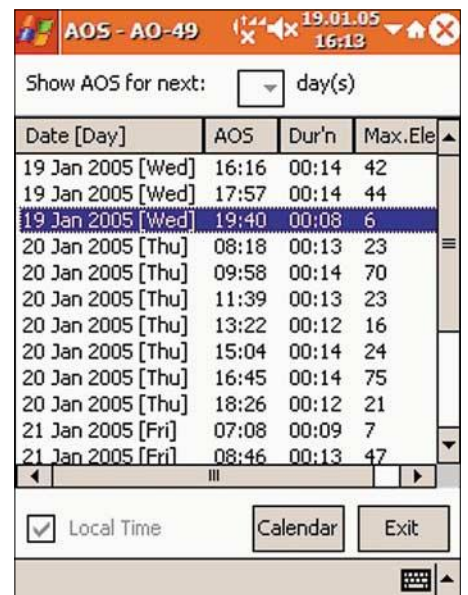 AOS - AO-49
19.01.05
16:13
Show AOS for next: day(s)
Date [Day] AOS Dur'n Max.Ele
19 Jan 2005 [Wed] 16:16 00:14 42
19 Jan 2005 [Wed] 17:57 00:14 44
19 Jan 2005 [Wed] 19:40 00:08 6
20 Jan 2005 [Thu] 08:18 00:13 23
20 Jan 2005 [Thu] 09:58 00:14 70
20 Jan 2005 [Thu] 11:39 00:13 23
20 Jan 2005 [Thu] 13:22 00:12 16
20 Jan 2005 [Thu] 15:04 00:14 24
20 Jan 2005 [Thu] 16:45 00:14 75
20 Jan 2005 [Thu] 18:26 00:12 21
21 Jan 2005 [Fri] 07:08 00:09 7
21 Jan 2005 [Fri] 08:46 00:13 47
Local Time
Calendar
Exit